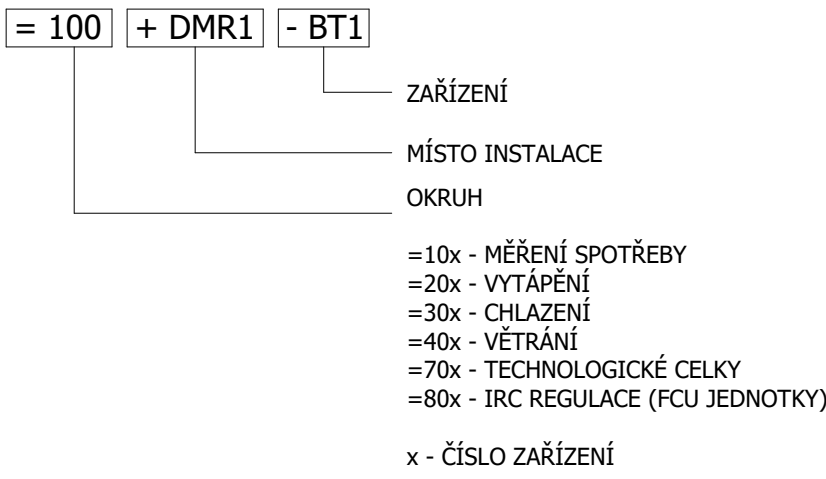 = 100 + DMR1 - BT1
ZAŘÍZENÍ
MÍSTO INSTALACE
OKRUH
=10x - MĚŘENÍ SPOTŘEBY
=20x - VYTÁPĚNÍ
=30x - CHLAZENÍ
=40x - VĚTRÁNÍ
=70x - TECHNOLOGICKÉ CELKY
=80x - IRC REGULACE (FCU JEDNOTKY)
x - ČÍSLO ZAŘÍZENÍ